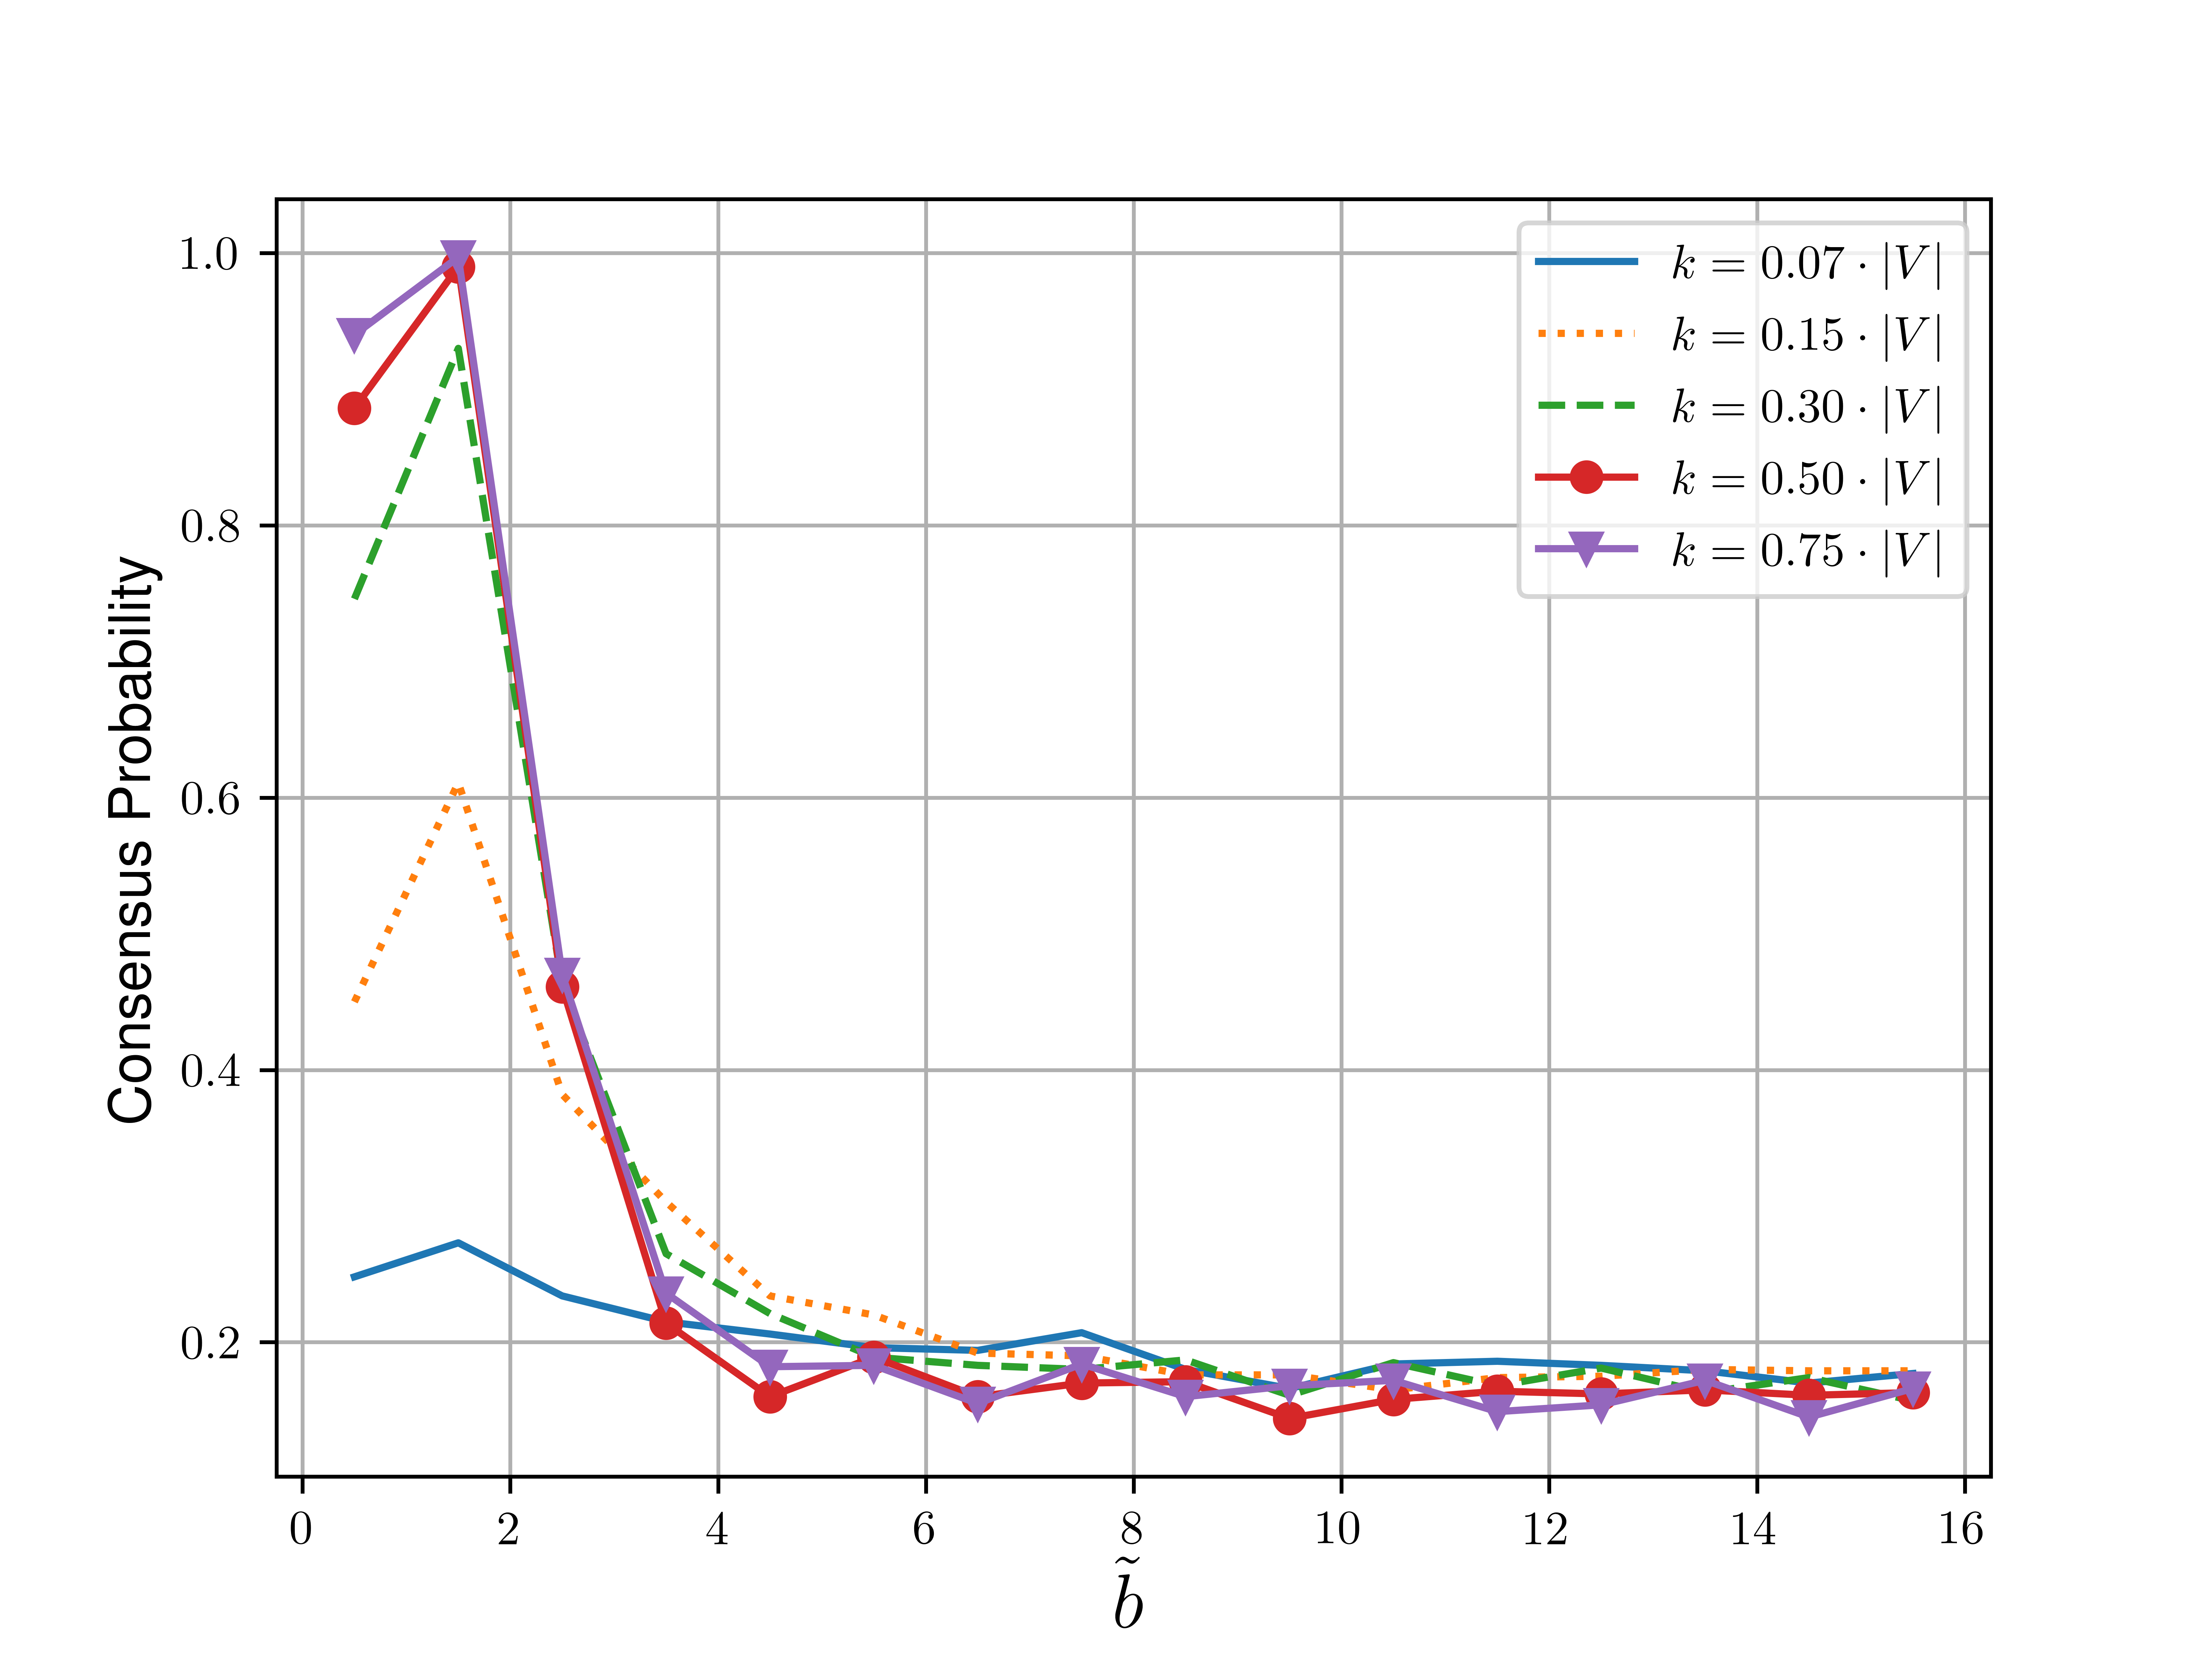 1.0
0.8
0.6
0.4
0.2
Consensus Probability
k = 0.07 · |V|
k = 0.15 · |V|
k = 0.30 · |V|
k = 0.50 · |V|
k = 0.75 · |V|
0 2 4 6 8 10 12 14 16
b̃